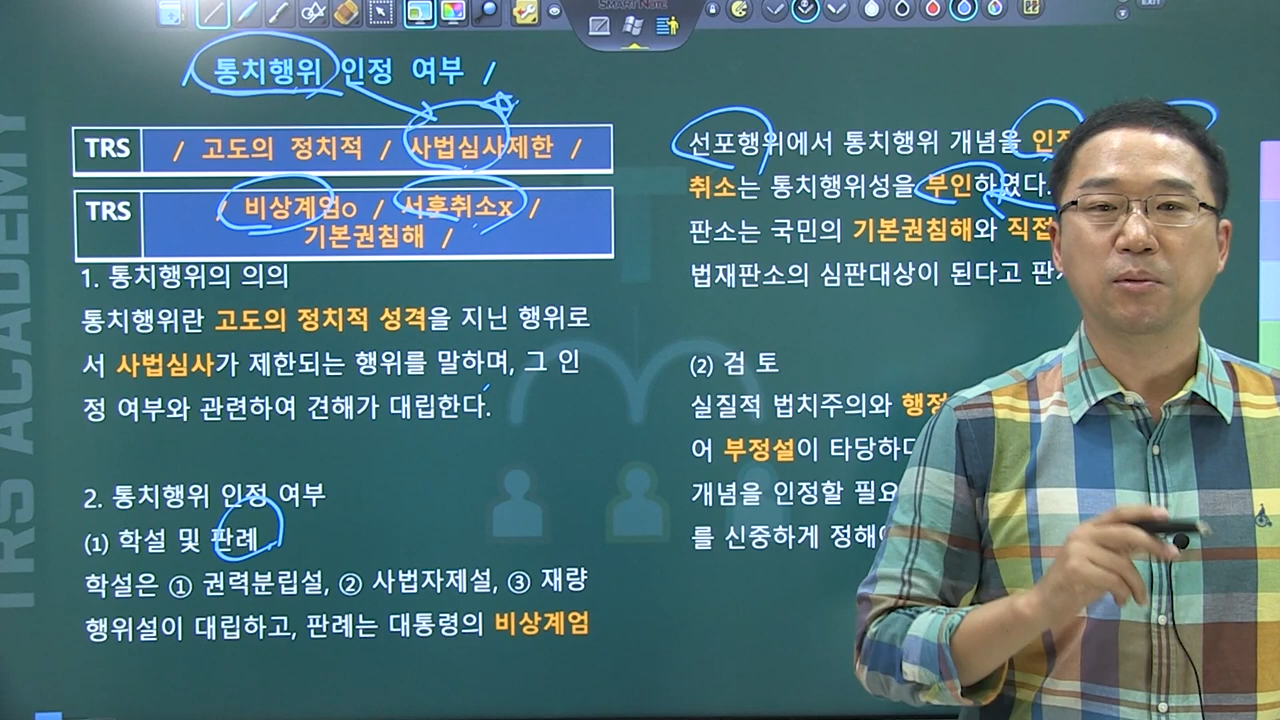 SMART NOTE
EXIT
TRS ACADEMY
/ 통치행위 인정 여부 /
TRS / 고도의 정치적 / 사법심사제한 /
TRS / 비상계엄o / 서훈취소x /
기본권침해 /
1. 통치행위의 의의
통치행위란 고도의 정치적 성격을 지닌 행위로
서 사법심사가 제한되는 행위를 말하며, 그 인
정 여부와 관련하여 견해가 대립한다.
2. 통치행위 인정 여부
(1) 학설 및 판례
학설은 ① 권력분립설, ② 사법자제설, ③ 재량
행위설이 대립하고, 판례는 대통령의 비상계엄
선포행위에서 통치행위 개념을
취소는 통치행위성을 부인하였다.
판소는 국민의 기본권침해와 직접
법재판소의 심판대상이 된다고
(2) 검 토
실질적 법치주의와
어 부정설이
개념을 인정할
를 신중하게